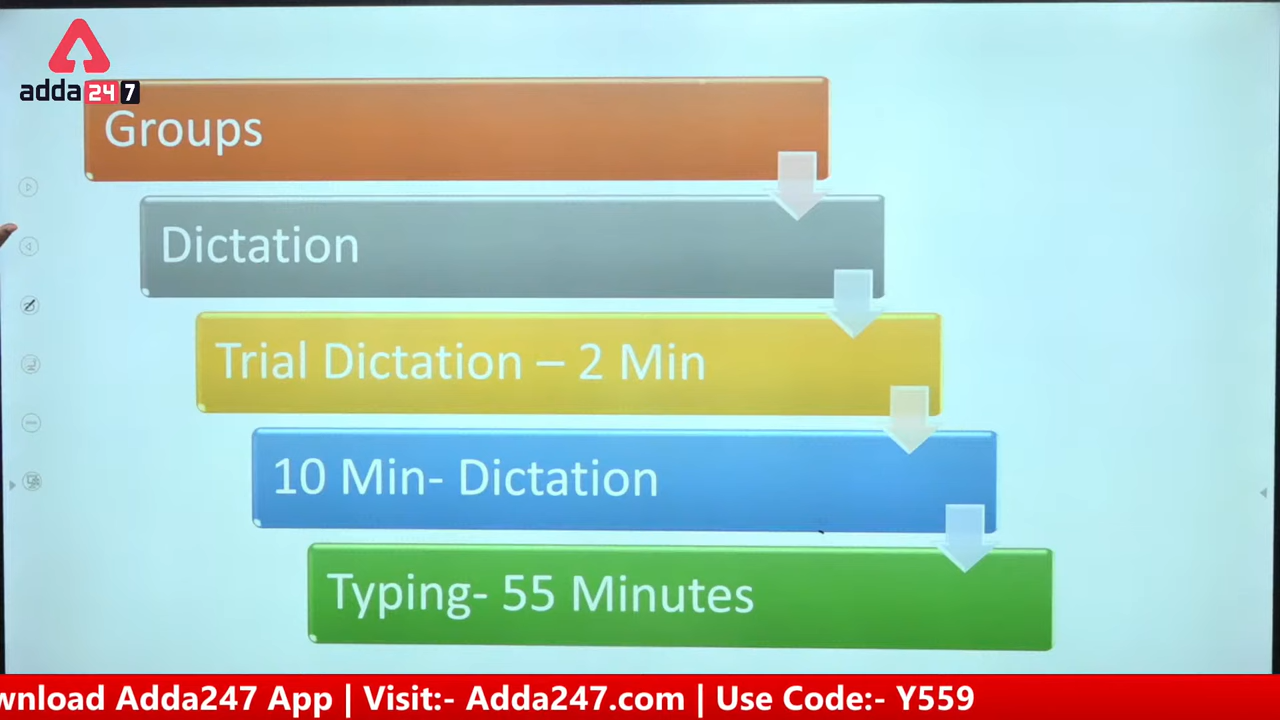 adda 247
Groups
Dictation
Trial Dictation – 2 Min
10 Min- Dictation
Typing- 55 Minutes
wnload Adda247 App | Visit:- Adda247.com | Use Code:- Y559